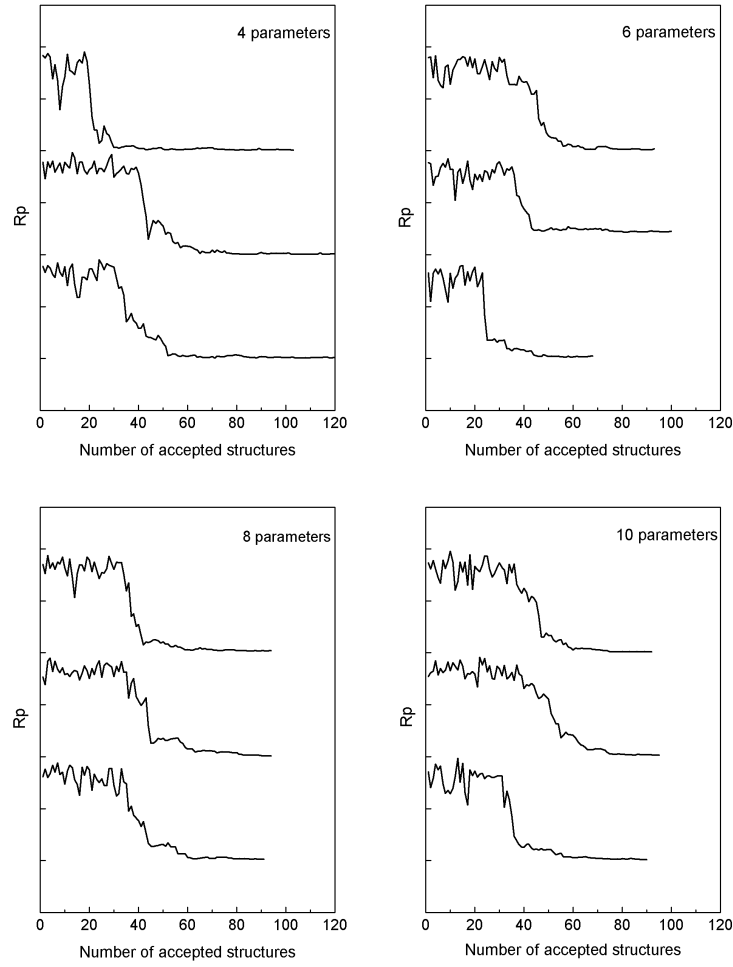 4 parameters
Rp
0 20 40 60 80 100 120
Number of accepted structures
6 parameters
Rp
0 20 40 60 80 100 120
Number of accepted structures
8 parameters
Rp
0 20 40 60 80 100 120
Number of accepted structures
10 parameters
Rp
0 20 40 60 80 100 120
Number of accepted structures